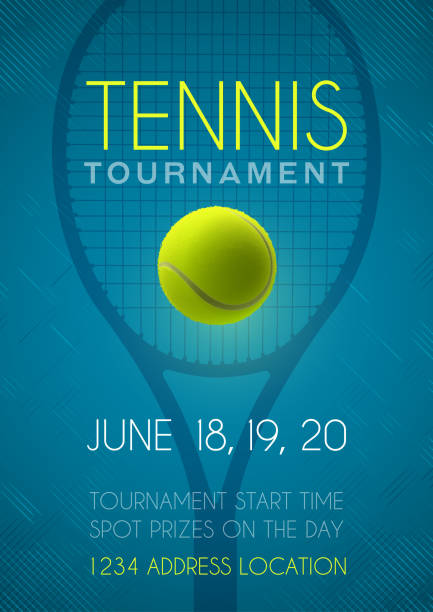 TENNIS
TOURNAMENT
JUNE 18, 19, 20
TOURNAMENT START TIME
SPOT PRIZES ON THE DAY
1234 ADDRESS LOCATION